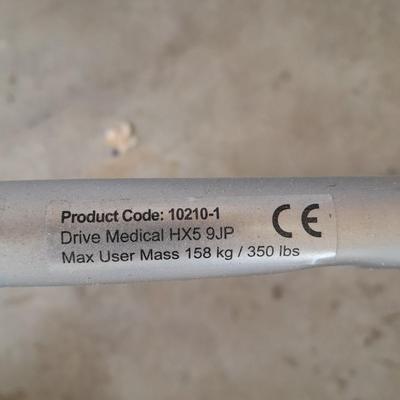 Product Code: 10210-1
Drive Medical HX5 9JP
Max User Mass 158 kg / 350 lbs
CE